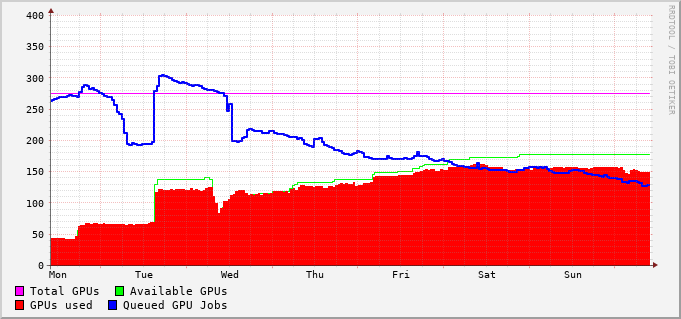 400
350
300
250
200
150
100
50
0
Mon Tue Wed Thu Fri Sat Sun
Total GPUs Available GPUs
GPUs used Queued GPU Jobs
RRDTOOL / TOBI OETIKER